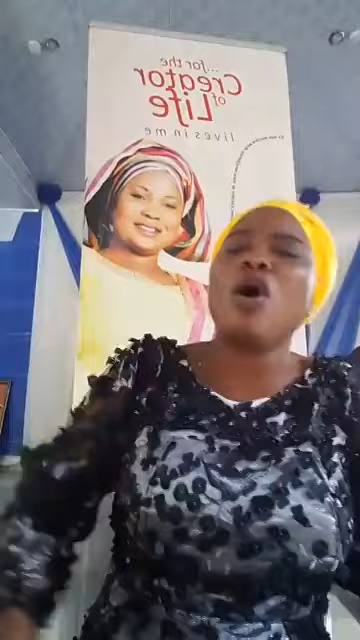 ...for the
Creator
of Life
lives in me